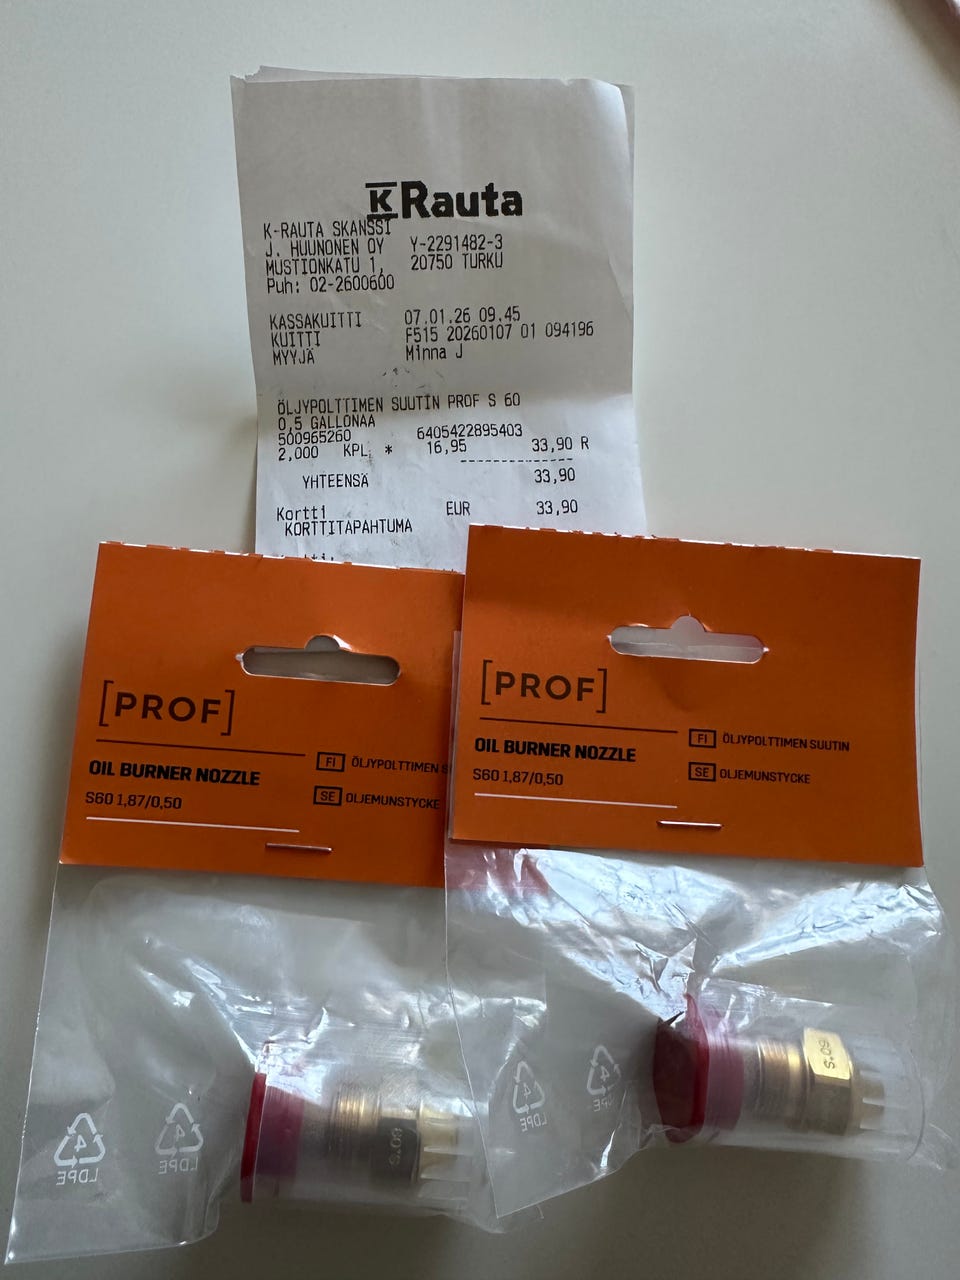 K Rauta
K-RAUTA SKANSSI
J. HUUNONEN OY Y-2291482-3
MUSTIONKATU 1, 20750 TURKU
Puh: 02-2600600
KASSAKUITTI 07.01.26 09.45
KUITTI F515 20260107 01 094196
MYYJÄ Minna J
ÖLJYPOLTTIMEN SUUTIN PROF S 60
0,5 GALLONAA
500965260 6405422895403
2,000 KPL * 16,95 33,90 R
YHTEENSÄ 33,90
Kortti EUR 33,90
KORTTITAPAHTUMA
[PROF]
OIL BURNER NOZZLE
S60 1,87/0,50
FI ÖLJYPOLTTIMEN S
SE OLJEMUNSTYCKE
[PROF]
OIL BURNER NOZZLE
S60 1,87/0,50
FI ÖLJYPOLTTIMEN SUUTIN
SE OLJEMUNSTYCKE
4
LDPE
4
LDPE
4
LDPE
4